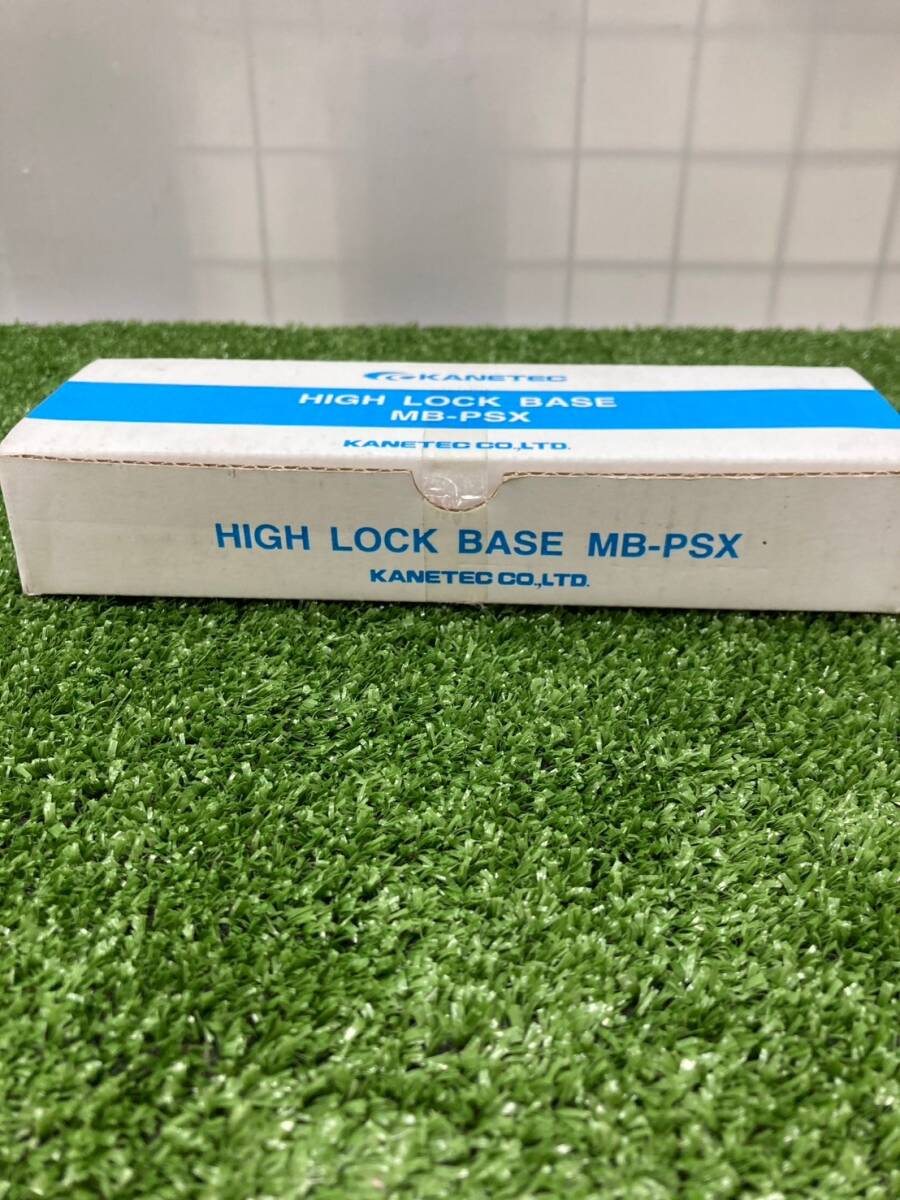 KANETEC
HIGH LOCK BASE
MB-PSX
KANETEC CO.,LTD.
HIGH LOCK BASE MB-PSX
KANETEC CO.,LTD.